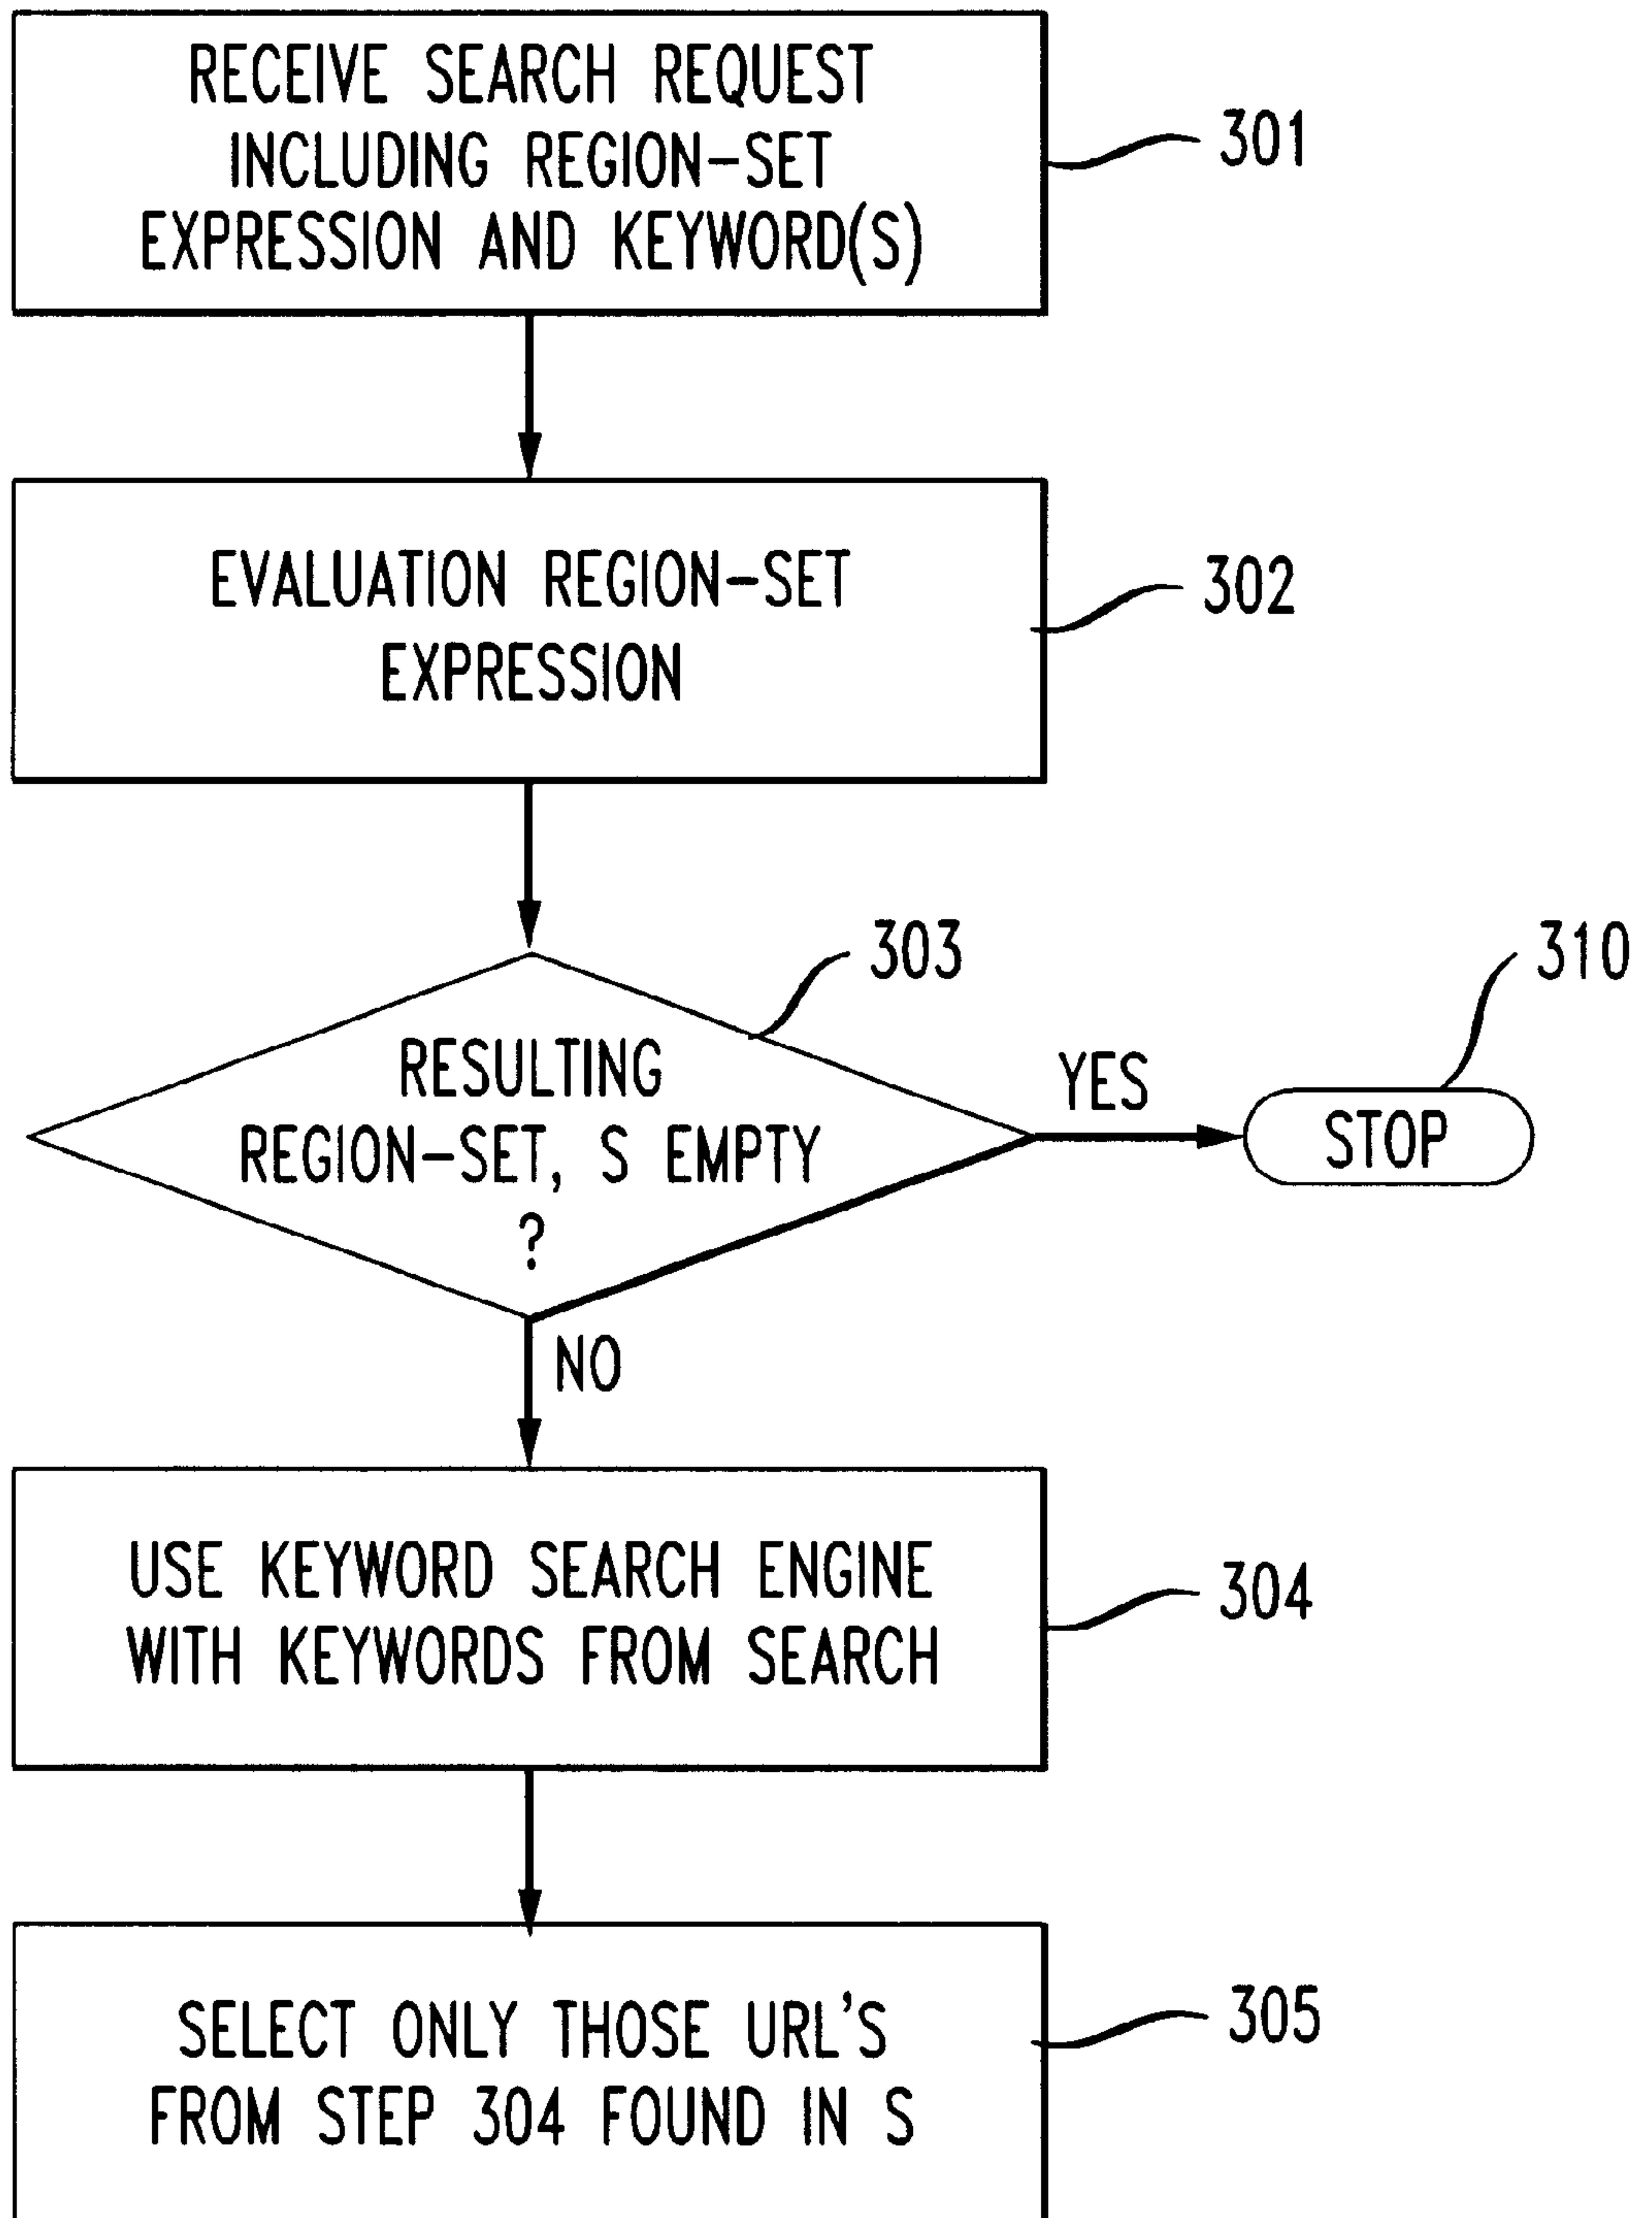 RECEIVE SEARCH REQUEST
INCLUDING REGION-SET
EXPRESSION AND KEYWORD(S)
301
EVALUATION REGION-SET
EXPRESSION
302
303
310
RESULTING
REGION-SET, S EMPTY
?
YES
STOP
NO
USE KEYWORD SEARCH ENGINE
WITH KEYWORDS FROM SEARCH
304
SELECT ONLY THOSE URL'S
FROM STEP 304 FOUND IN S
305